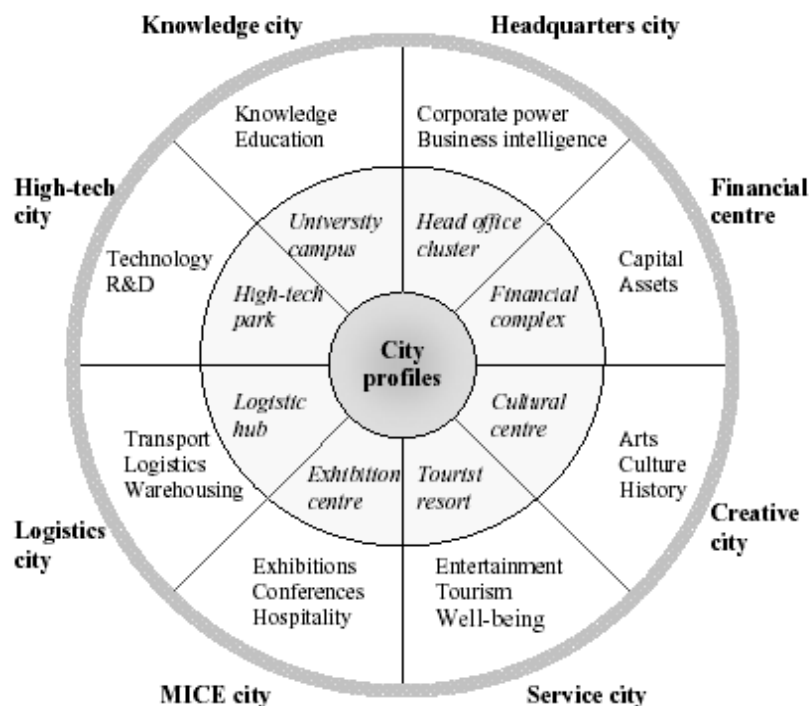 Knowledge city
Headquarters city
Knowledge
Education
Corporate power
Business intelligence
High-tech
city
Financial
centre
University
campus
Head office
cluster
Technology
R&D
Capital
Assets
High-tech
park
Financial
complex
City
profiles
Logistic
hub
Cultural
centre
Transport
Logistics
Warehousing
Arts
Culture
History
Exhibition
centre
Tourist
resort
Logistics
city
Creative
city
Exhibitions
Conferences
Hospitality
Entertainment
Tourism
Well-being
MICE city
Service city